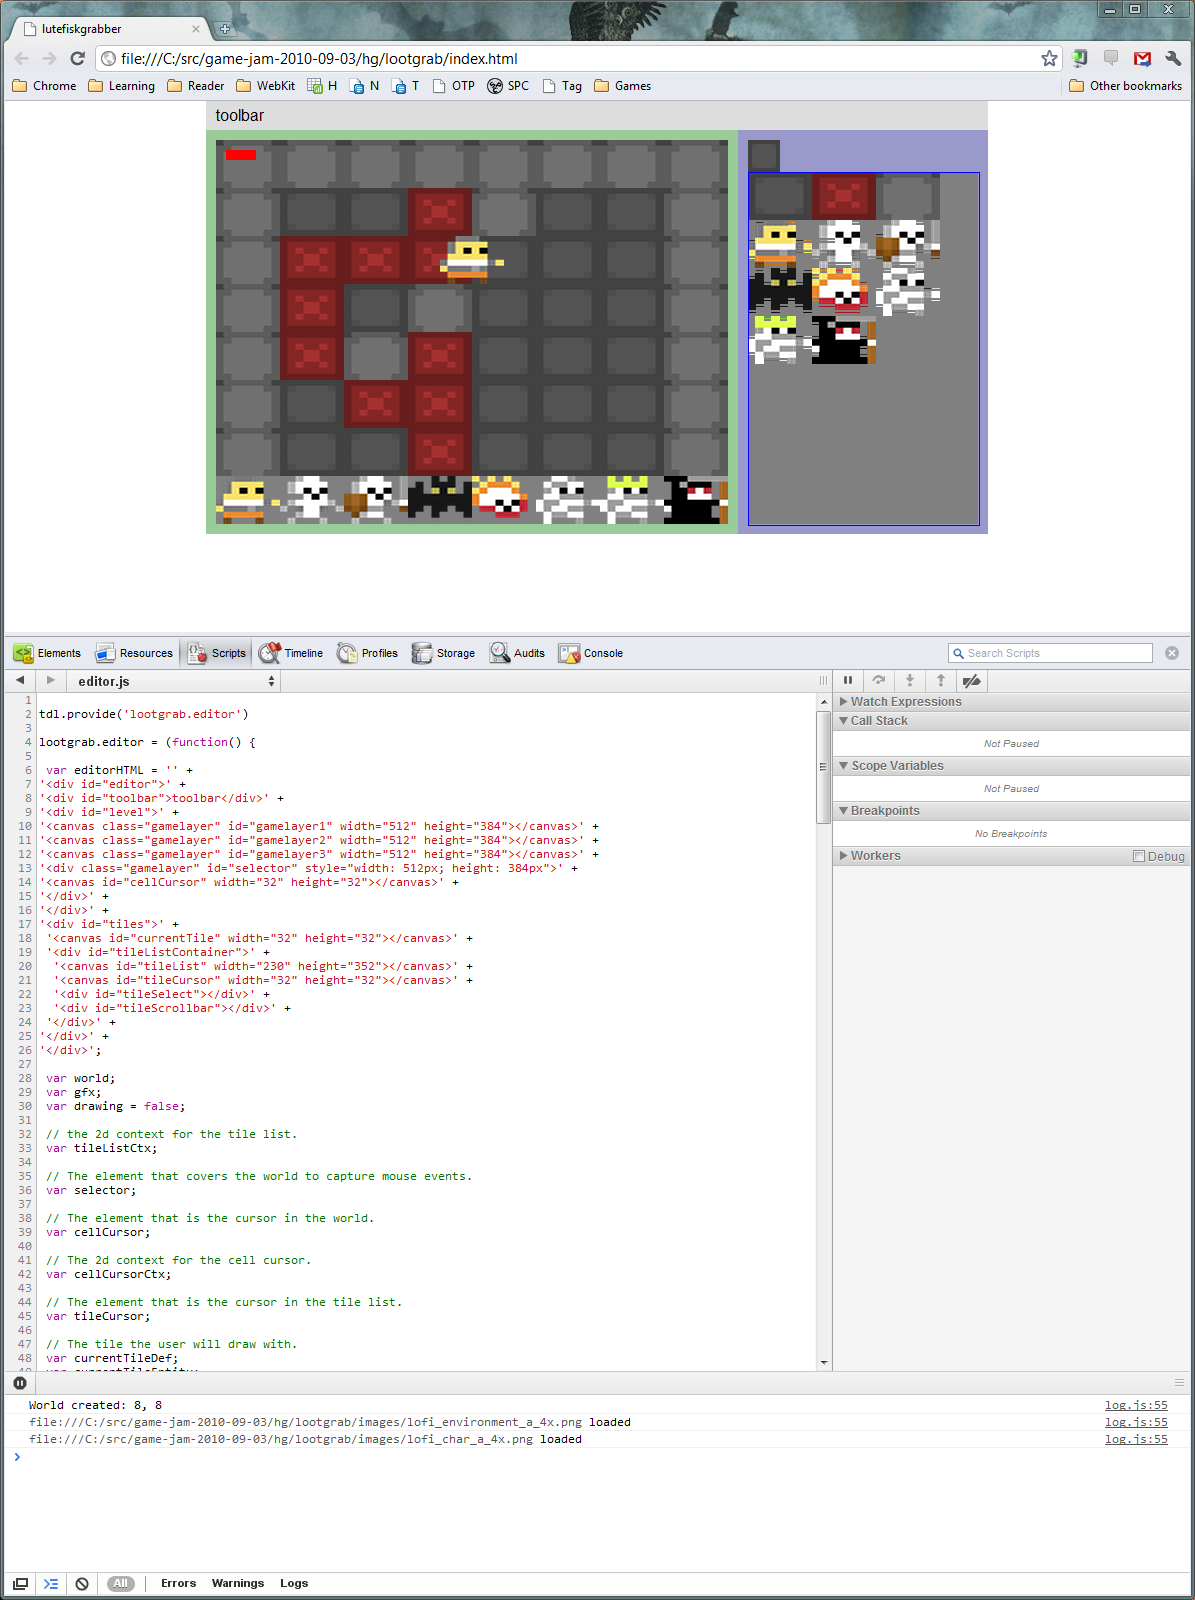 lutefiskgrabber
file:///C:/src/game-jam-2010-09-03/hg/lootgrab/index.html
Chrome Learning Reader WebKit H N T OTP SPC Tag Games Other bookmarks
toolbar
Elements Resources Scripts Timeline Profiles Storage Audits Console Search Scripts
editor.js
Watch Expressions
Call Stack
Not Paused
Scope Variables
Not Paused
Breakpoints
No Breakpoints
Workers Debug
1
2 tdl.provide('lootgrab.editor')
3
4 lootgrab.editor = (function() {
5
6 var editorHTML = '' +
7 '<div id="editor">' +
8 '<div id="toolbar">toolbar</div>' +
9 '<div id="level">' +
10 '<canvas class="gamelayer" id="gamelayer1" width="512" height="384"></canvas>' +
11 '<canvas class="gamelayer" id="gamelayer2" width="512" height="384"></canvas>' +
12 '<canvas class="gamelayer" id="gamelayer3" width="512" height="384"></canvas>' +
13 '<div class="gamelayer" id="selector" style="width: 512px; height: 384px">' +
14 '<canvas id="cellCursor" width="32" height="32"></canvas>' +
15 '</div>' +
16 '</div>' +
17 '<div id="tiles">' +
18 '<canvas id="currentTile" width="32" height="32"></canvas>' +
19 '<div id="tileListContainer">' +
20 '<canvas id="tileList" width="230" height="352"></canvas>' +
21 '<canvas id="tileCursor" width="32" height="32"></canvas>' +
22 '<div id="tileSelect"></div>' +
23 '<div id="tileScrollbar"></div>' +
24 '</div>' +
25 '</div>' +
26 '</div>';
27
28 var world;
29 var gfx;
30 var drawing = false;
31
32 // the 2d context for the tile list.
33 var tileListCtx;
34
35 // The element that covers the world to capture mouse events.
36 var selector;
37
38 // The element that is the cursor in the world.
39 var cellCursor;
40
41 // The 2d context for the cell cursor.
42 var cellCursorCtx;
43
44 // The element that is the cursor in the tile list.
45 var tileCursor;
46
47 // The tile the user will draw with.
48 var currentTileDef;
World created: 8, 8 log.js:55
file:///C:/src/game-jam-2010-09-03/hg/lootgrab/images/lofi_environment_a_4x.png loaded log.js:55
file:///C:/src/game-jam-2010-09-03/hg/lootgrab/images/lofi_char_a_4x.png loaded log.js:55
All Errors Warnings Logs